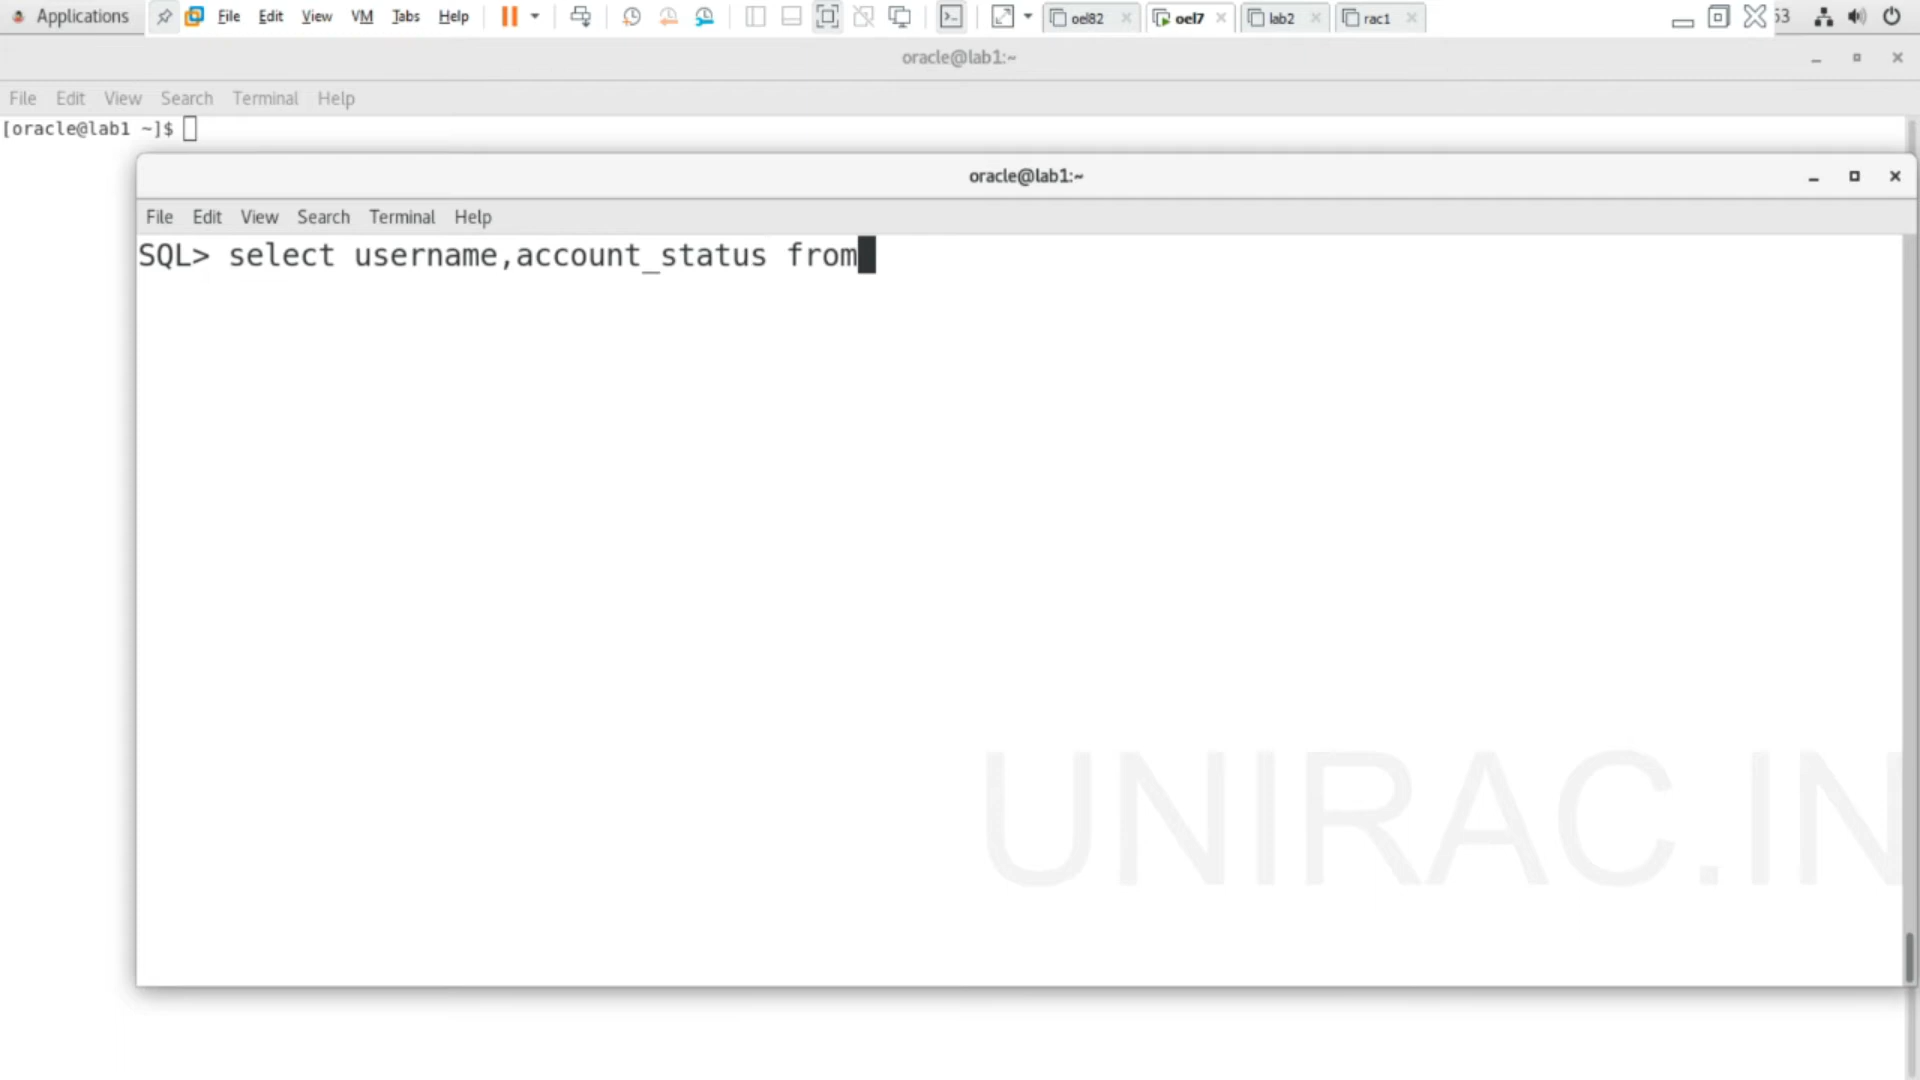 Applications File Edit View VM Tabs Help oel82 oel7 lab2 rac1 53
oracle@lab1:~
File Edit View Search Terminal Help
[oracle@lab1 ~]$
oracle@lab1:~
File Edit View Search Terminal Help
SQL> select username,account_status from
UNIRAC.IN